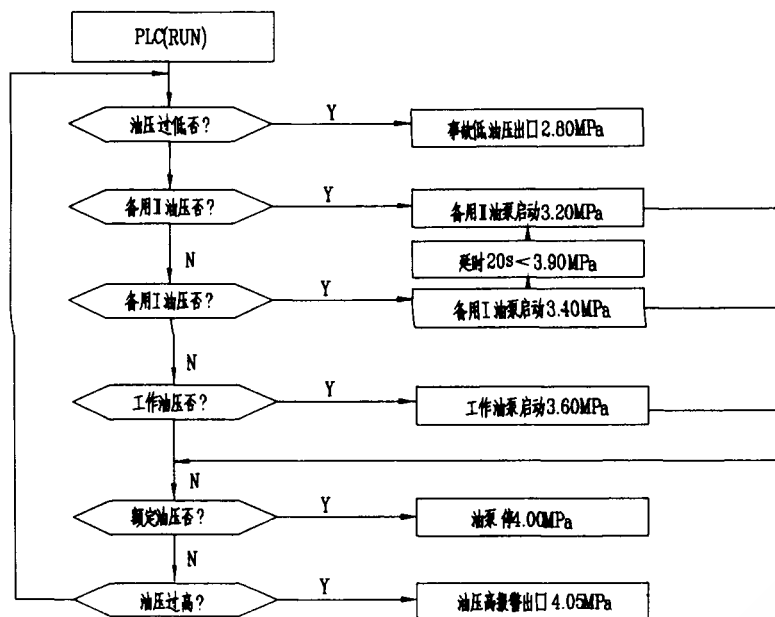 PLC(RUN)
油压过低否?
Y
事故低油压出口2.80MPa
备用Ⅱ油压否?
Y
备用Ⅱ油泵启动3.20MPa
N
延时20s<3.90MPa
备用Ⅰ油压否?
Y
备用Ⅰ油泵启动3.40MPa
N
工作油压否?
Y
工作油泵启动3.60MPa
N
额定油压否?
Y
油泵停4.00MPa
N
油压过高?
Y
油压高报警出口4.05MPa